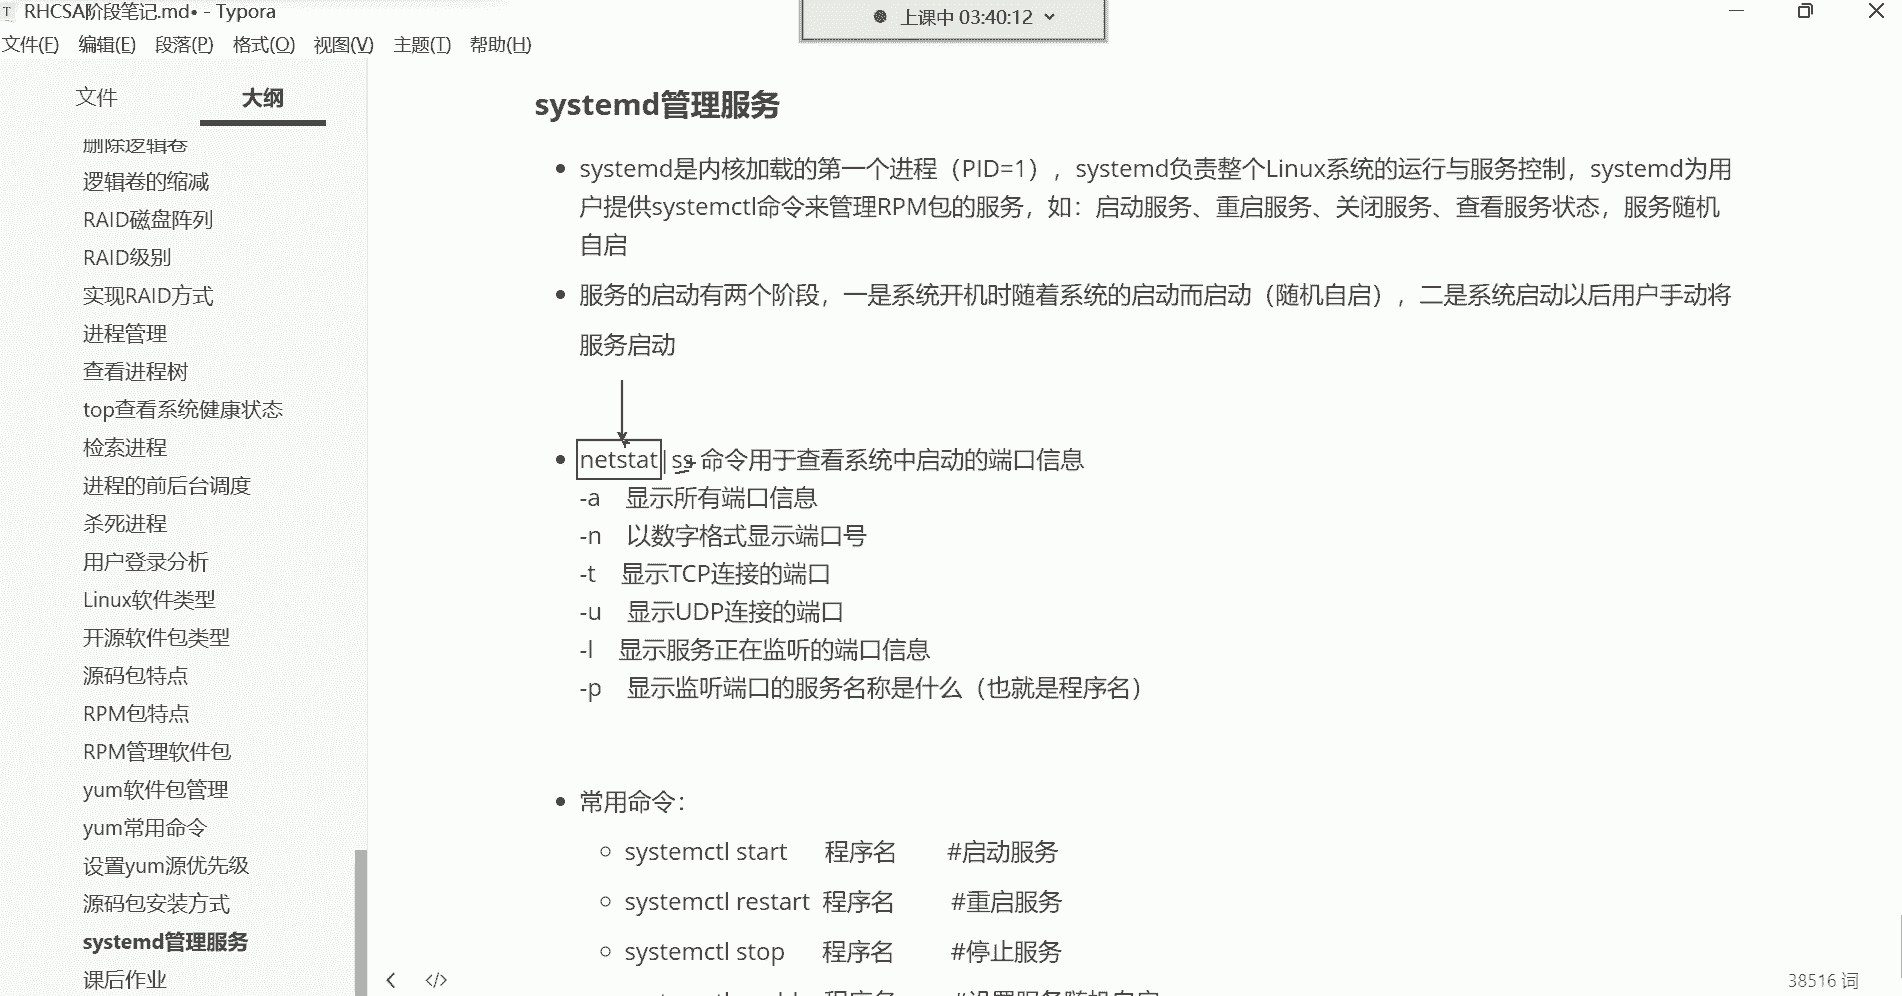 RHCSA阶段笔记.md• - Typora
上课中 03:40:12
文件(F) 编辑(E) 段落(P) 格式(O) 视图(V) 主题(T) 帮助(H)
文件 大纲
删除逻辑卷
逻辑卷的缩减
RAID磁盘阵列
RAID级别
实现RAID方式
进程管理
查看进程树
top查看系统健康状态
检索进程
进程的前后台调度
杀死进程
用户登录分析
Linux软件类型
开源软件包类型
源码包特点
RPM包特点
RPM管理软件包
yum软件包管理
yum常用命令
设置yum源优先级
源码包安装方式
systemd管理服务
课后作业
systemd管理服务
systemd是内核加载的第一个进程（PID=1），systemd负责整个Linux系统的运行与服务控制，systemd为用
户提供systemctl命令来管理RPM包的服务，如：启动服务、重启服务、关闭服务、查看服务状态，服务随机
自启
服务的启动有两个阶段，一是系统开机时随着系统的启动而启动（随机自启），二是系统启动以后用户手动将
服务启动
netstat|ss 命令用于查看系统中启动的端口信息
-a 显示所有端口信息
-n 以数字格式显示端口号
-t 显示TCP连接的端口
-u 显示UDP连接的端口
-l 显示服务正在监听的端口信息
-p 显示监听端口的服务名称是什么（也就是程序名）
常用命令：
systemctl start 程序名 #启动服务
systemctl restart 程序名 #重启服务
systemctl stop 程序名 #停止服务
38516 词